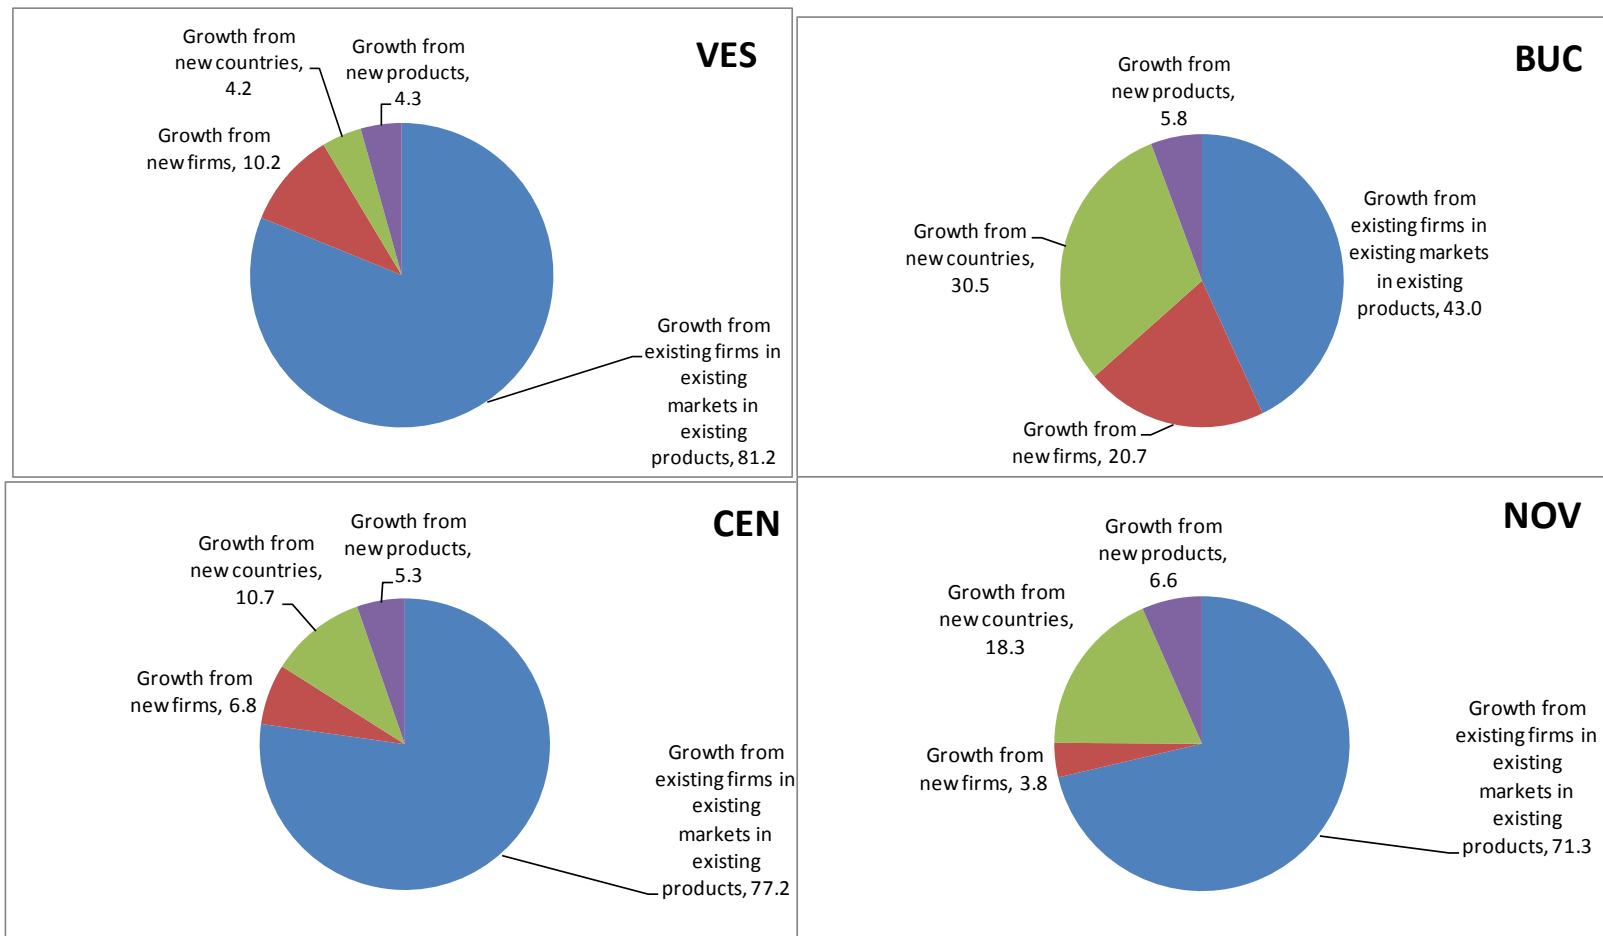 VES
Growth from
new countries,
4.2
Growth from
new products,
4.3
Growth from
new firms, 10.2
Growth from
existing firms in
existing
markets in
existing
products, 81.2
BUC
Growth from
new products,
5.8
Growth from
existing firms in
existing markets
in existing
products, 43.0
Growth from
new countries,
30.5
Growth from
new firms, 20.7
CEN
Growth from
new products,
5.3
Growth from
new countries,
10.7
Growth from
new firms, 6.8
Growth from
existing firms in
existing
markets in
existing
products, 77.2
NOV
Growth from
new products,
6.6
Growth from
new countries,
18.3
Growth from
new firms, 3.8
Growth from
existing firms in
existing
markets in
existing
products, 71.3